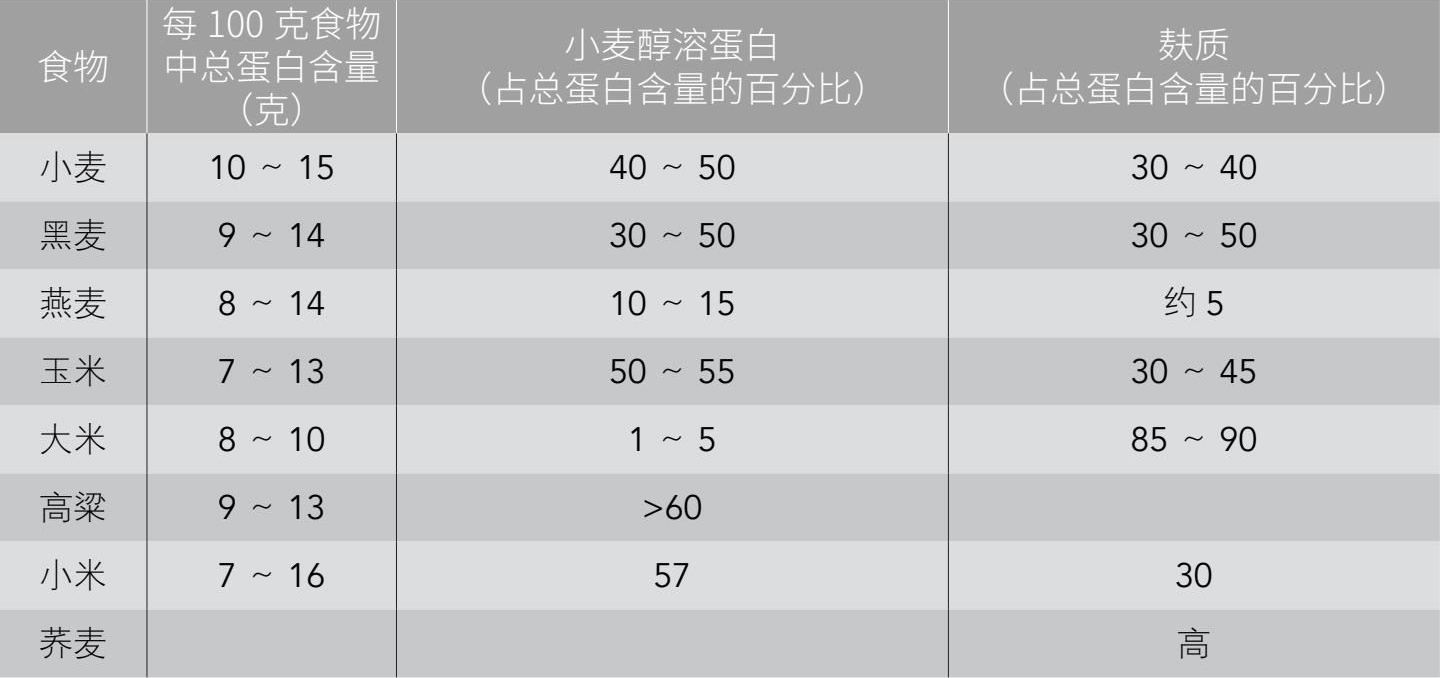 食物
每 100 克食物
中总蛋白含量
（克）
小麦醇溶蛋白
（占总蛋白含量的百分比）
麸质
（占总蛋白含量的百分比）
小麦 10 ~ 15 40 ~ 50 30 ~ 40
黑麦 9 ~ 14 30 ~ 50 30 ~ 50
燕麦 8 ~ 14 10 ~ 15 约 5
玉米 7 ~ 13 50 ~ 55 30 ~ 45
大米 8 ~ 10 1 ~ 5 85 ~ 90
高粱 9 ~ 13 >60
小米 7 ~ 16 57 30
荞麦 高